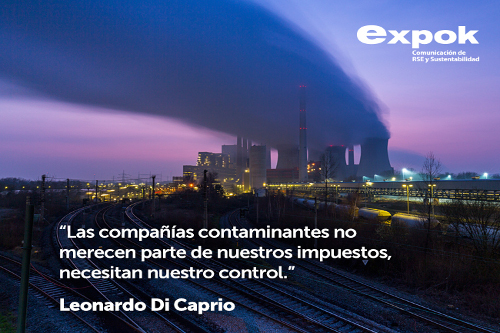 expok
Comunicación de
RSE y Sustentabilidad
“Las compañías contaminantes no
merecen parte de nuestros impuestos,
necesitan nuestro control.”
Leonardo Di Caprio